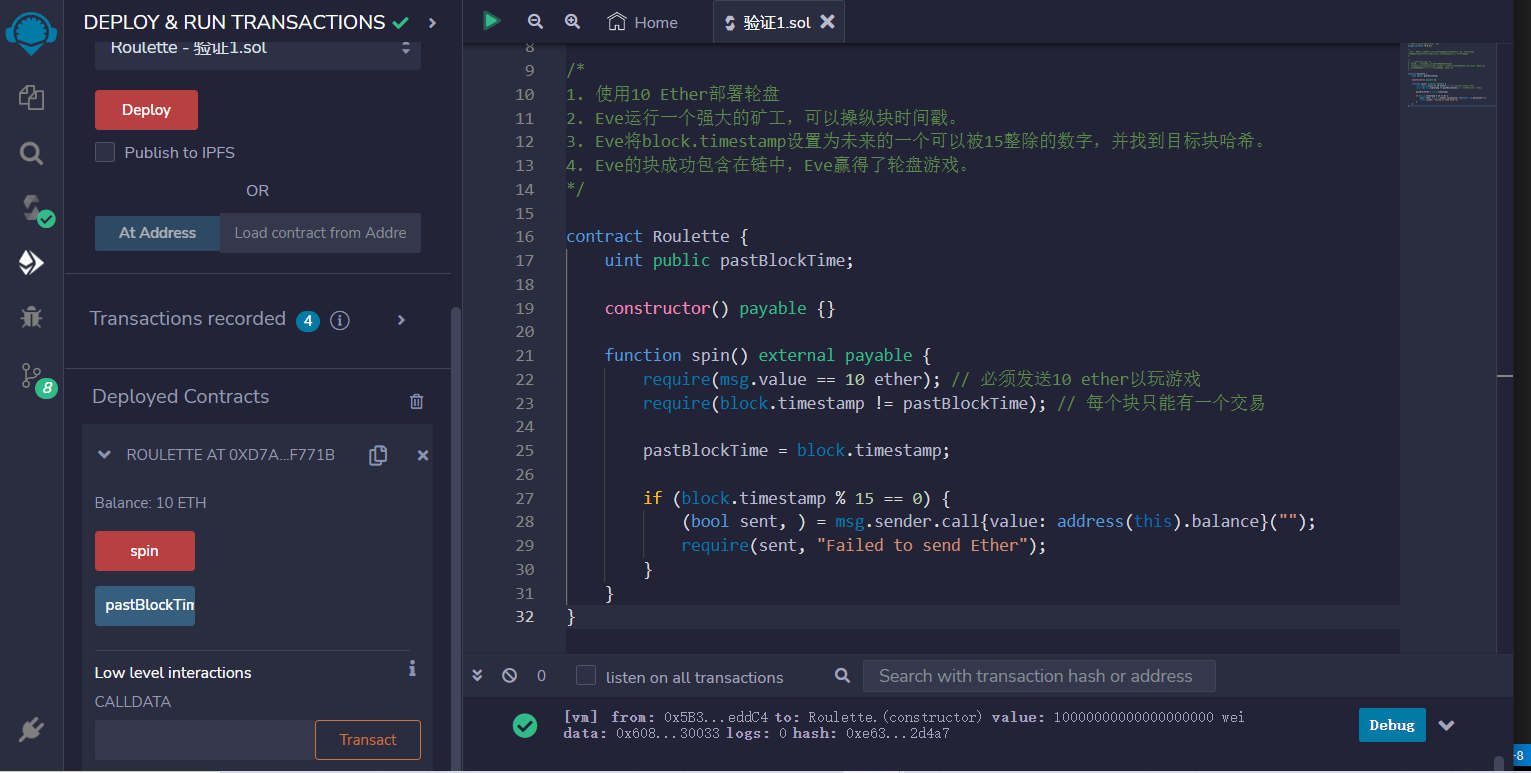 DEPLOY & RUN TRANSACTIONS
Roulette - 验证1.sol
Deploy
Publish to IPFS
OR
At Address
Load contract from Addre
Transactions recorded 4
8
Deployed Contracts
ROULETTE AT 0XD7A...F771B
Balance: 10 ETH
spin
pastBlockTim
Low level interactions
CALLDATA
Transact
Home
验证1.sol
8
9 /*
10 1. 使用10 Ether部署轮盘
11 2. Eve运行一个强大的矿工，可以操纵块时间戳。
12 3. Eve将block.timestamp设置为未来的一个可以被15整除的数字，并找到目标块哈希。
13 4. Eve的块成功包含在链中，Eve赢得了轮盘游戏。
14 */
15
16 contract Roulette {
17 uint public pastBlockTime;
18
19 constructor() payable {}
20
21 function spin() external payable {
22 require(msg.value == 10 ether); // 必须发送10 ether以玩游戏
23 require(block.timestamp != pastBlockTime); // 每个块只能有一个交易
24
25 pastBlockTime = block.timestamp;
26
27 if (block.timestamp % 15 == 0) {
28 (bool sent, ) = msg.sender.call{value: address(this).balance}("");
29 require(sent, "Failed to send Ether");
30 }
31 }
32 }
0
listen on all transactions
Search with transaction hash or address
[vm] from: 0x5B3...eddC4 to: Roulette.(constructor) value: 10000000000000000000 wei
data: 0x608...30033 logs: 0 hash: 0xe63...2d4a7
Debug
-8